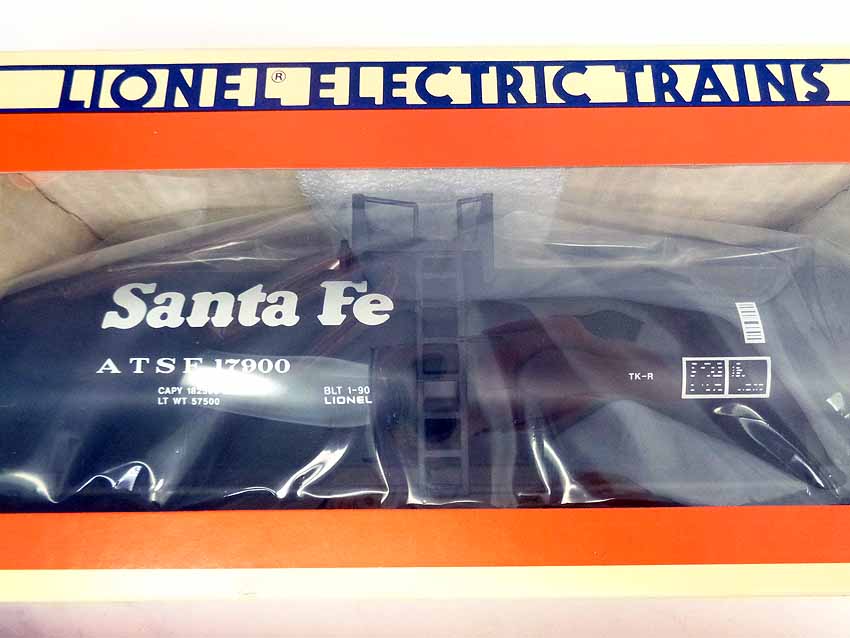 LIONEL® ELECTRIC TRAINS
Santa Fe
ATSF 17900
CAPY
LT WT 57500
BLT 1-90
LIONEL
TK-R